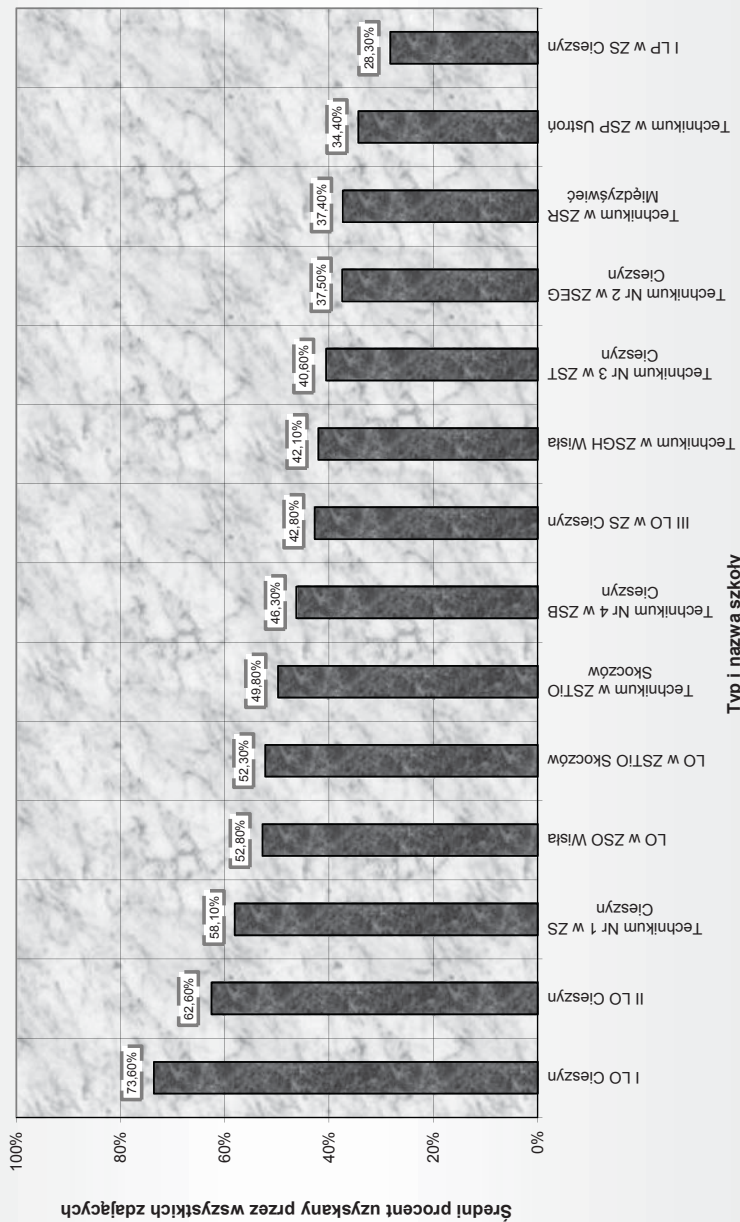 Średni procent uzyskany przez wszystkich zdających
100%
80%
60%
40%
20%
0%
73,60%
62,60%
58,10%
52,80%
52,30%
49,80%
46,30%
42,80%
42,10%
40,60%
37,50%
37,40%
34,40%
28,30%
I LO Cieszyn
II LO Cieszyn
Technikum Nr 1 w ZS
Cieszyn
LO w ZSO Wisła
LO w ZSTiO Skoczów
Technikum w ZSTiO
Skoczów
Technikum Nr 4 w ZSB
Cieszyn
III LO w ZS Cieszyn
Technikum w ZSGH Wisła
Technikum Nr 3 w ZST
Cieszyn
Technikum Nr 2 w ZSEG
Cieszyn
Technikum w ZSR
Międzyświeć
Technikum w ZSP Ustroń
I LP w ZS Cieszyn
Typ i nazwa szkoły